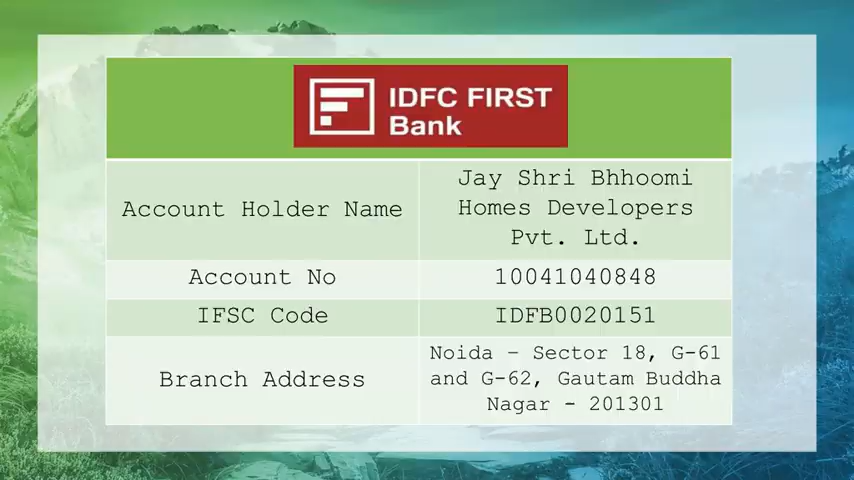 IDFC FIRST
Bank
Account Holder Name
Jay Shri Bhhoomi
Homes Developers
Pvt. Ltd.
Account No
10041040848
IFSC Code
IDFB0020151
Branch Address
Noida – Sector 18, G-61
and G-62, Gautam Buddha
Nagar - 201301